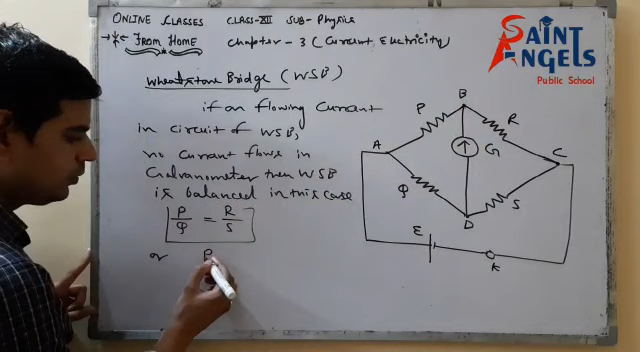 ONLINE CLASSES CLASS-XII SUB-Physics
FROM HOME Chapter-3 (Current Electricity)
SAINT
ANGELS
Public School
Wheatstone Bridge (WSB)
if on flowing current
in circuit of WSB,
no current flows in
Galvanometer then WSB
is balanced in this case
P/Q = R/S
or P
B
P R
A G C
Q S
D
E
K